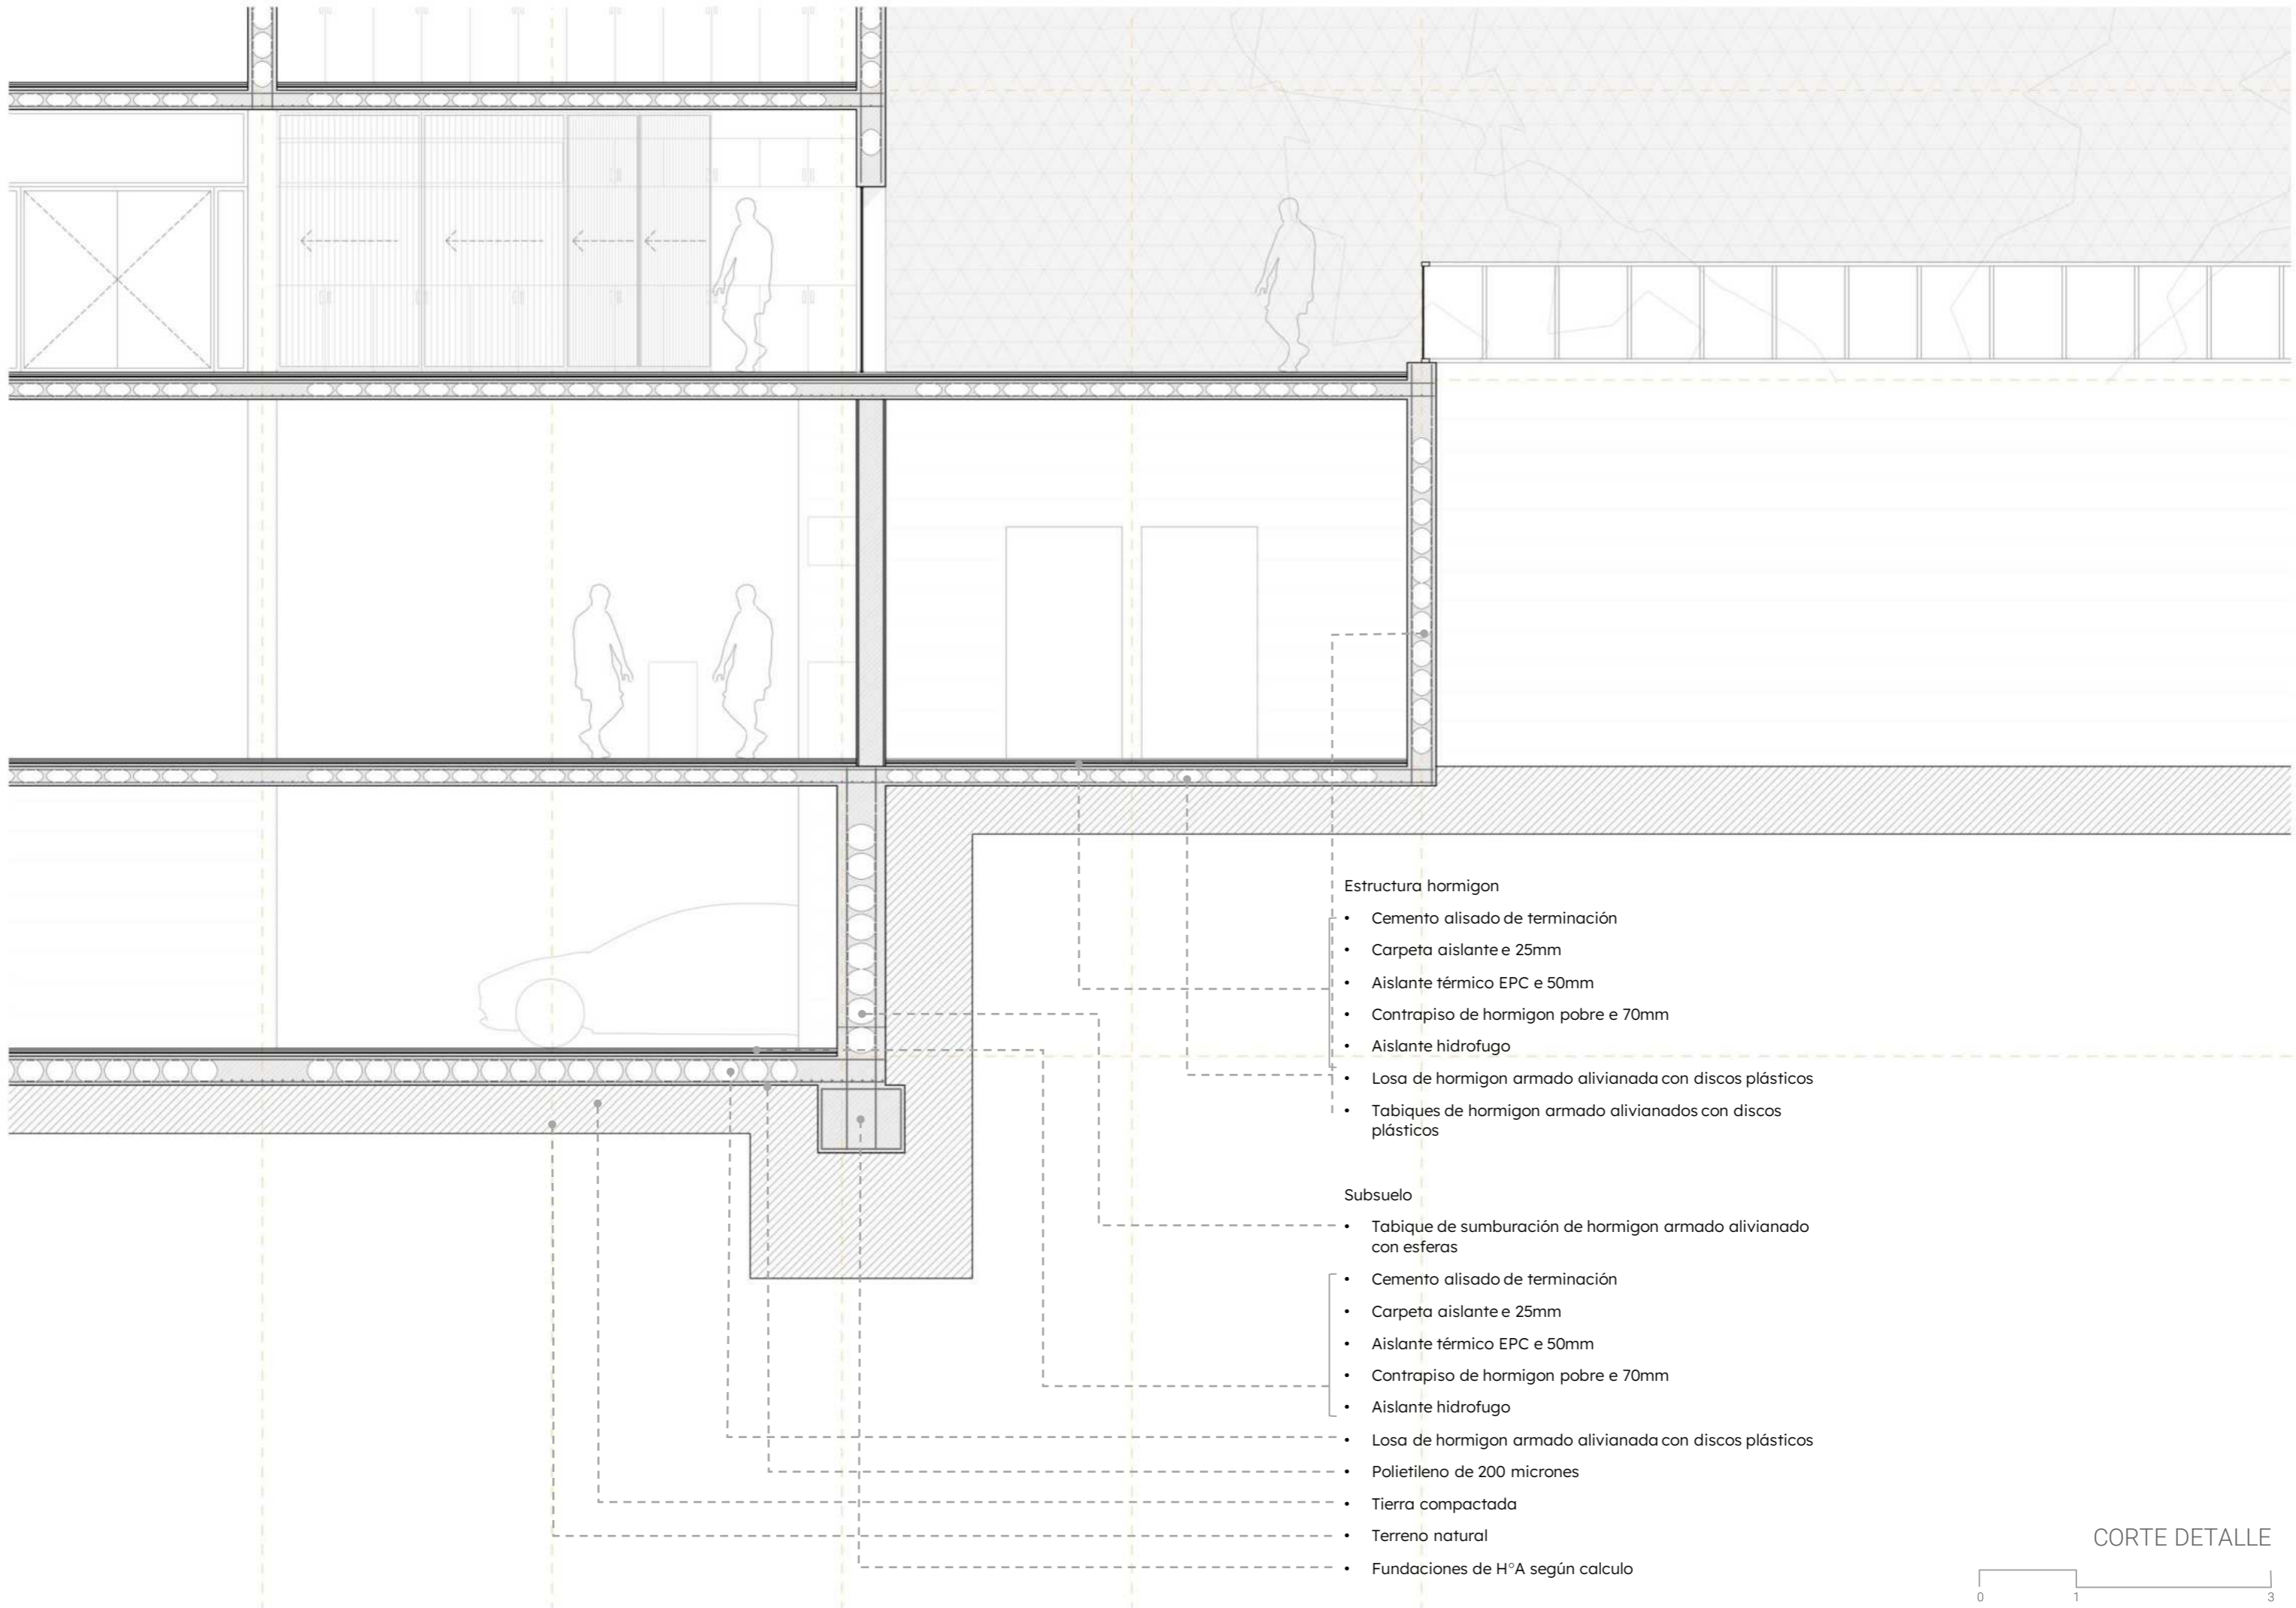 Estructura hormigon
• Cemento alisado de terminación
• Carpeta aislante e 25mm
• Aislante térmico EPC e 50mm
• Contrapiso de hormigon pobre e 70mm
• Aislante hidrofugo
• Losa de hormigon armado alivianada con discos plásticos
• Tabiques de hormigon armado alivianados con discos
plásticos
Subsuelo
• Tabique de sumburación de hormigon armado alivianado
con esferas
• Cemento alisado de terminación
• Carpeta aislante e 25mm
• Aislante térmico EPC e 50mm
• Contrapiso de hormigon pobre e 70mm
• Aislante hidrofugo
• Losa de hormigon armado alivianada con discos plásticos
• Polietileno de 200 micrones
• Tierra compactada
• Terreno natural
• Fundaciones de H°A según calculo
CORTE DETALLE
0 1 3